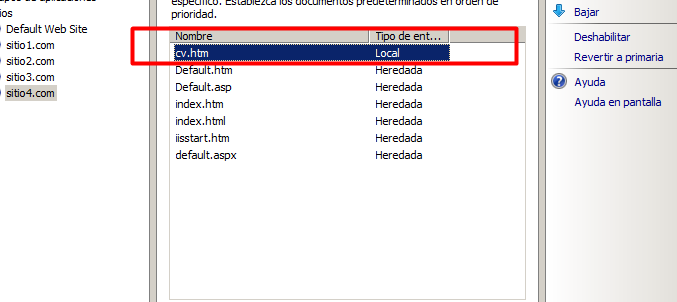 ios
Default Web Site
sitio1.com
sitio2.com
sitio3.com
sitio4.com
específico. Establezca los documentos predeterminados en orden de
prioridad.
Nombre Tipo de ent...
cv.htm Local
Default.htm Heredada
Default.asp Heredada
index.htm Heredada
index.html Heredada
iisstart.htm Heredada
default.aspx Heredada
Bajar
Deshabilitar
Revertir a primaria
Ayuda
Ayuda en pantalla